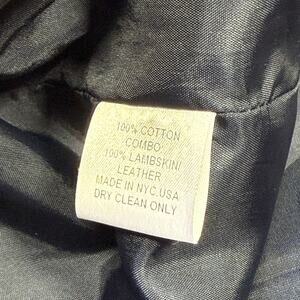 100% COTTON
COMBO
100% LAMBSKIN/
LEATHER
MADE IN NYC.USA
DRY CLEAN ONLY